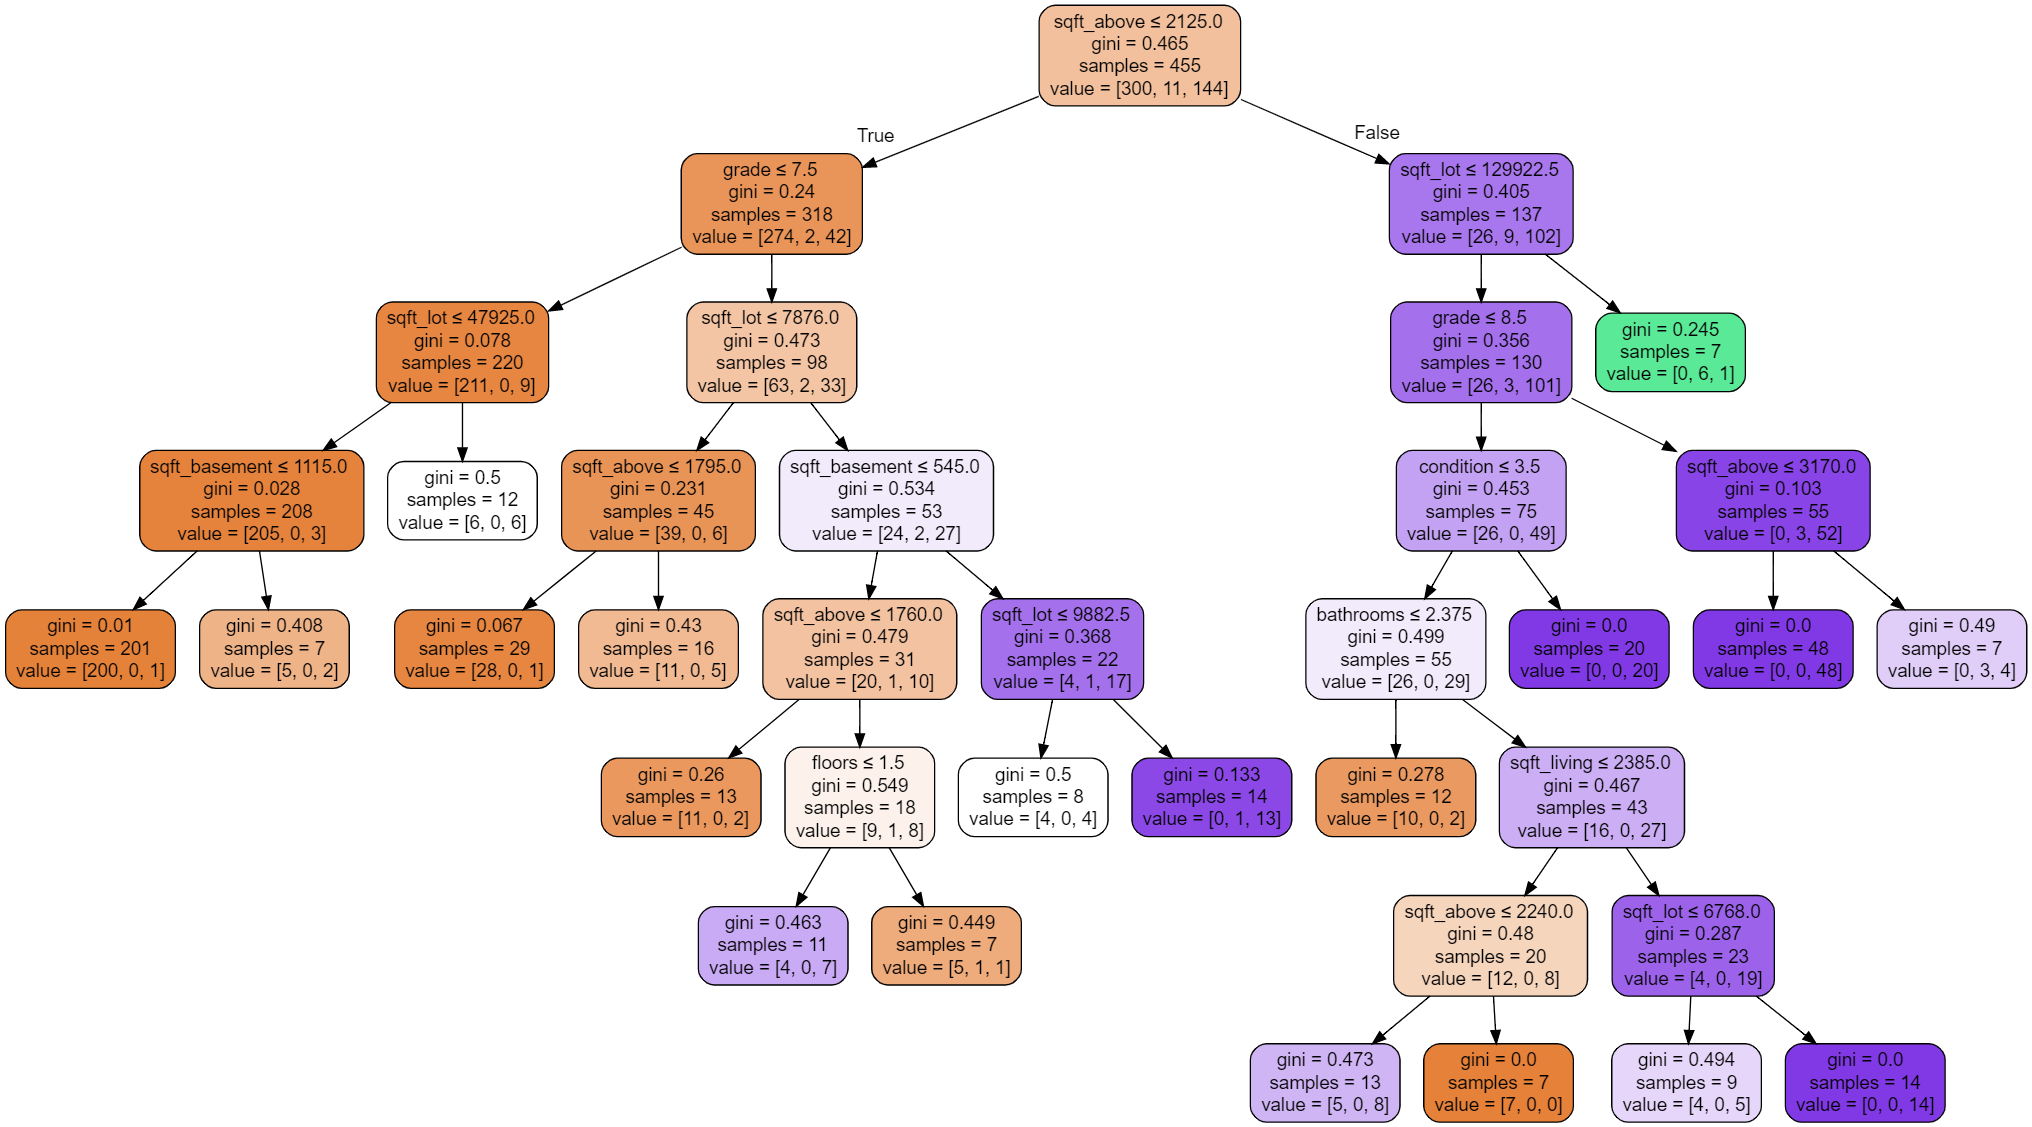 sqft_above ≤ 2125.0
gini = 0.465
samples = 455
value = [300, 11, 144]
True
False
grade ≤ 7.5
gini = 0.24
samples = 318
value = [274, 2, 42]
sqft_lot ≤ 129922.5
gini = 0.405
samples = 137
value = [26, 9, 102]
sqft_lot ≤ 47925.0
gini = 0.078
samples = 220
value = [211, 0, 9]
sqft_lot ≤ 7876.0
gini = 0.473
samples = 98
value = [63, 2, 33]
grade ≤ 8.5
gini = 0.356
samples = 130
value = [26, 3, 101]
gini = 0.245
samples = 7
value = [0, 6, 1]
sqft_basement ≤ 1115.0
gini = 0.028
samples = 208
value = [205, 0, 3]
gini = 0.5
samples = 12
value = [6, 0, 6]
sqft_above ≤ 1795.0
gini = 0.231
samples = 45
value = [39, 0, 6]
sqft_basement ≤ 545.0
gini = 0.534
samples = 53
value = [24, 2, 27]
condition ≤ 3.5
gini = 0.453
samples = 75
value = [26, 0, 49]
sqft_above ≤ 3170.0
gini = 0.103
samples = 55
value = [0, 3, 52]
gini = 0.01
samples = 201
value = [200, 0, 1]
gini = 0.408
samples = 7
value = [5, 0, 2]
gini = 0.067
samples = 29
value = [28, 0, 1]
gini = 0.43
samples = 16
value = [11, 0, 5]
sqft_above ≤ 1760.0
gini = 0.479
samples = 31
value = [20, 1, 10]
sqft_lot ≤ 9882.5
gini = 0.368
samples = 22
value = [4, 1, 17]
bathrooms ≤ 2.375
gini = 0.499
samples = 55
value = [26, 0, 29]
gini = 0.0
samples = 20
value = [0, 0, 20]
gini = 0.0
samples = 48
value = [0, 0, 48]
gini = 0.49
samples = 7
value = [0, 3, 4]
gini = 0.26
samples = 13
value = [11, 0, 2]
floors ≤ 1.5
gini = 0.549
samples = 18
value = [9, 1, 8]
gini = 0.5
samples = 8
value = [4, 0, 4]
gini = 0.133
samples = 14
value = [0, 1, 13]
gini = 0.278
samples = 12
value = [10, 0, 2]
sqft_living ≤ 2385.0
gini = 0.467
samples = 43
value = [16, 0, 27]
gini = 0.463
samples = 11
value = [4, 0, 7]
gini = 0.449
samples = 7
value = [5, 1, 1]
sqft_above ≤ 2240.0
gini = 0.48
samples = 20
value = [12, 0, 8]
sqft_lot ≤ 6768.0
gini = 0.287
samples = 23
value = [4, 0, 19]
gini = 0.473
samples = 13
value = [5, 0, 8]
gini = 0.0
samples = 7
value = [7, 0, 0]
gini = 0.494
samples = 9
value = [4, 0, 5]
gini = 0.0
samples = 14
value = [0, 0, 14]